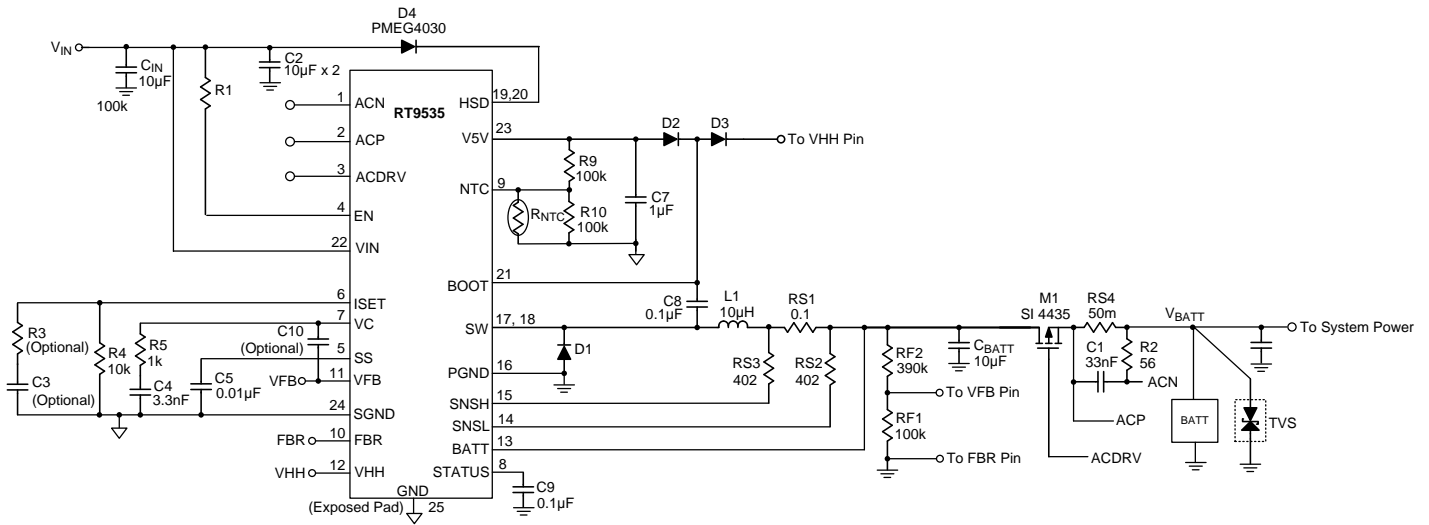 D4
PMEG4030
VIN
CIN
10µF
100k
R1
C2
10µF x 2
RT9535
1
ACN
2
ACP
3
ACDRV
4
EN
22
VIN
6
ISET
7
VC
5
SS
VFB
11
VFB
24
SGND
FBR
10
FBR
VHH
12
VHH
R3
(Optional)
C3
(Optional)
R4
10k
R5
1k
C4
3.3nF
C5
0.01µF
C10
(Optional)
GND
(Exposed Pad)
25
HSD
19,20
V5V
23
NTC
9
BOOT
21
SW
17, 18
PGND
16
SNSH
15
SNSL
14
BATT
13
STATUS
8
C9
0.1µF
RNTC
R9
100k
R10
100k
C7
1µF
D2
D3
To VHH Pin
C8
0.1µF
D1
L1
10µH
RS1
0.1
RS3
402
RS2
402
RF2
390k
To VFB Pin
RF1
100k
To FBR Pin
CBATT
10µF
M1
SI 4435
RS4
50m
C1
33nF
R2
56
ACN
ACP
ACDRV
VBATT
To System Power
BATT
TVS